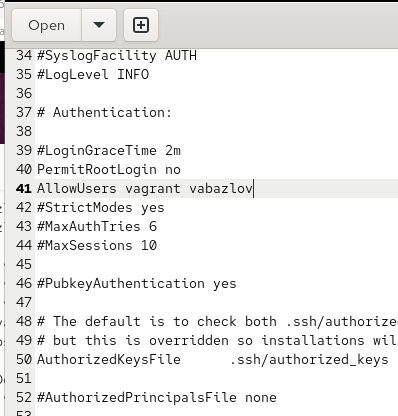 Open
34 #SyslogFacility AUTH
35 #LogLevel INFO
36
37 # Authentication:
38
39 #LoginGraceTime 2m
40 PermitRootLogin no
41 AllowUsers vagrant vabazlov
42 #StrictModes yes
43 #MaxAuthTries 6
44 #MaxSessions 10
45
46 #PubkeyAuthentication yes
47
48 # The default is to check both .ssh/authorize
49 # but this is overridden so installations wil
50 AuthorizedKeysFile .ssh/authorized_keys
51
52 #AuthorizedPrincipalsFile none
53